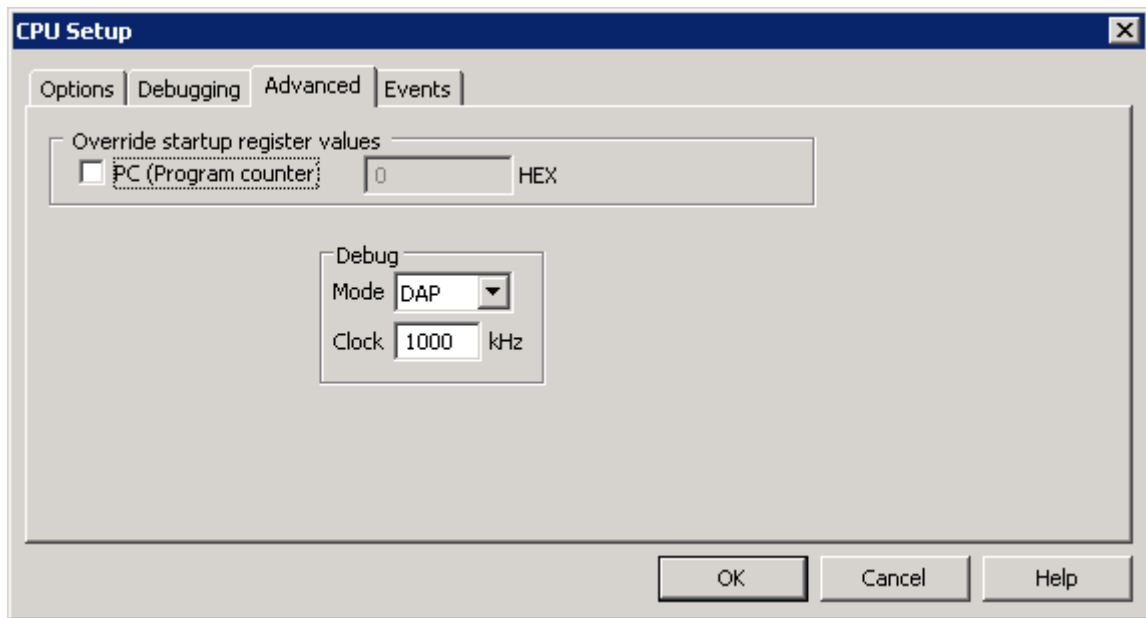 CPU Setup
Options Debugging Advanced Events
Override startup register values
PC (Program counter) 0 HEX
Debug
Mode DAP
Clock 1000 kHz
OK Cancel Help